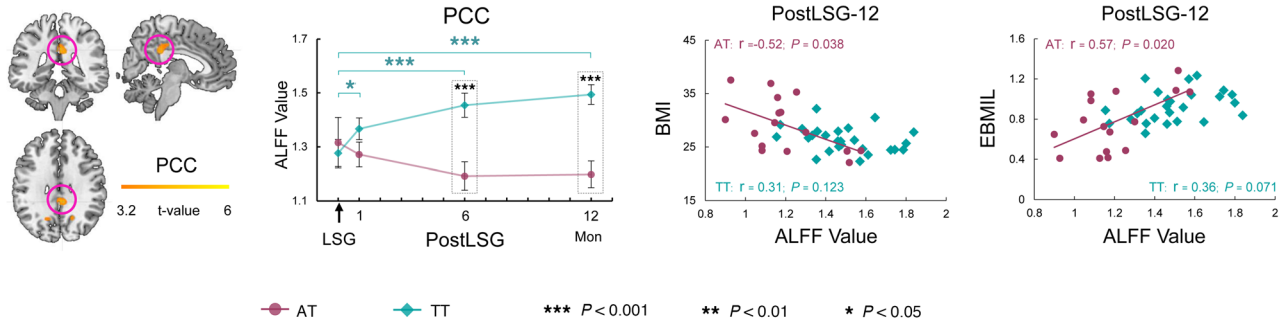 PCC
3.2 t-value 6
PCC
ALFF Value
1.7
1.5
1.3
1.1
***
***
*
***
***
1 6 12
LSG PostLSG Mon
PostLSG-12
AT: r =-0.52; P = 0.038
BMI
45
35
25
15
TT: r = 0.31; P = 0.123
0.8 1 1.2 1.4 1.6 1.8 2
ALFF Value
PostLSG-12
AT: r = 0.57; P = 0.020
EBMIL
1.6
1.2
0.8
0.4
0
TT: r = 0.36; P = 0.071
0.8 1 1.2 1.4 1.6 1.8 2
ALFF Value
AT TT *** P < 0.001 ** P < 0.01 * P < 0.05